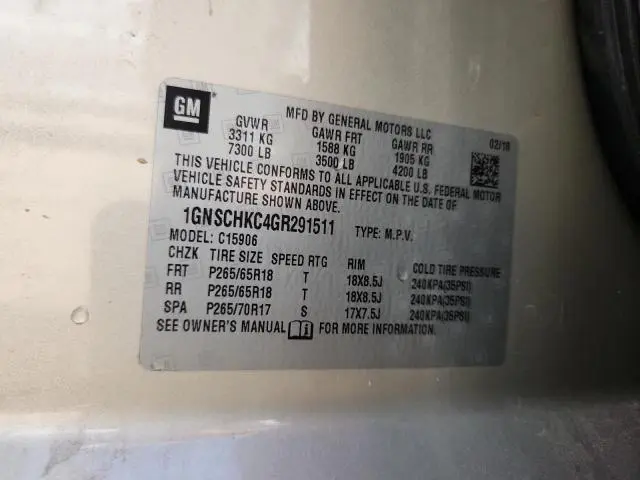 GM
MFD BY GENERAL MOTORS LLC
GVWR GAWR FRT GAWR RR 02/18
3311 KG 1588 KG 1905 KG
7300 LB 3500 LB 4200 LB
THIS VEHICLE CONFORMS TO ALL APPLICABLE U.S. FEDERAL MOTOR
VEHICLE SAFETY STANDARDS IN EFFECT ON THE DATE OF
MANUFACTURE SHOWN ABOVE.
1GNSCHKC4GR291511 TYPE: M.P.V.
MODEL: C15906
CHZK TIRE SIZE SPEED RTG RIM COLD TIRE PRESSURE
FRT P265/65R18 T 18X8.5J 240KPA(35PSI)
RR P265/65R18 T 18X8.5J 240KPA(35PSI)
SPA P265/70R17 S 17X7.5J 240KPA(35PSI)
SEE OWNER'S MANUAL FOR MORE INFORMATION.